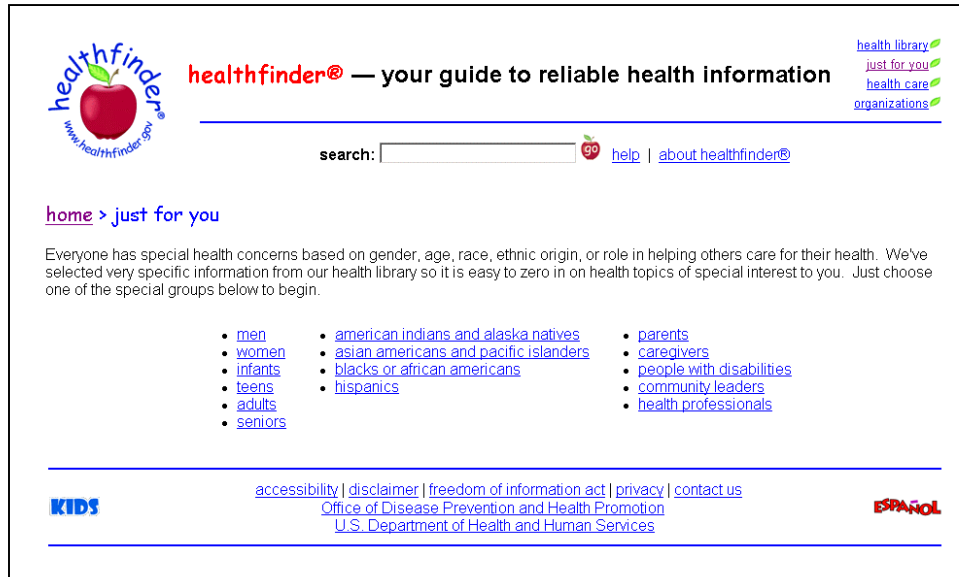 healthfinder®
www.healthfinder.gov
healthfinder® — your guide to reliable health information
health library
just for you
health care
organizations
search:
go
help | about healthfinder®
home > just for you
Everyone has special health concerns based on gender, age, race, ethnic origin, or role in helping others care for their health. We've
selected very specific information from our health library so it is easy to zero in on health topics of special interest to you. Just choose
one of the special groups below to begin.
• men
• women
• infants
• teens
• adults
• seniors
• american indians and alaska natives
• asian americans and pacific islanders
• blacks or african americans
• hispanics
• parents
• caregivers
• people with disabilities
• community leaders
• health professionals
KIDS
accessibility | disclaimer | freedom of information act | privacy | contact us
Office of Disease Prevention and Health Promotion
U.S. Department of Health and Human Services
ESPAÑOL